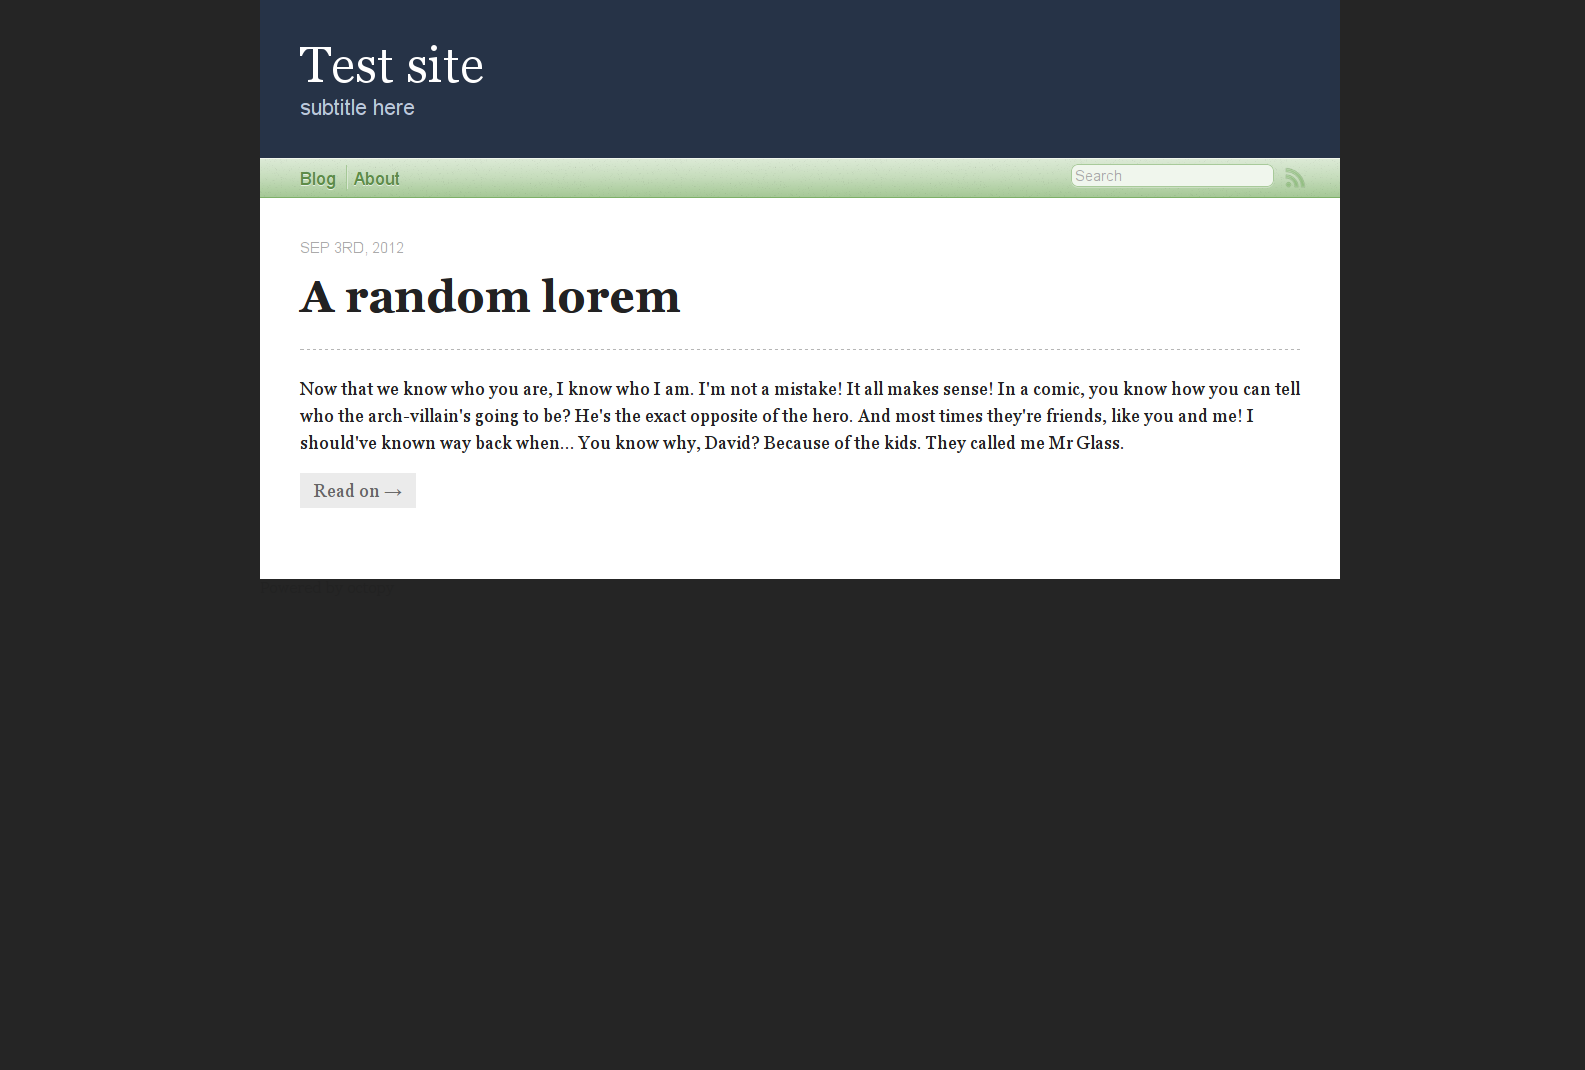 Test site
subtitle here
Blog About Search
SEP 3RD, 2012
A random lorem
Now that we know who you are, I know who I am. I'm not a mistake! It all makes sense! In a comic, you know how you can tell
who the arch-villain's going to be? He's the exact opposite of the hero. And most times they're friends, like you and me! I
should've known way back when... You know why, David? Because of the kids. They called me Mr Glass.
Read on →